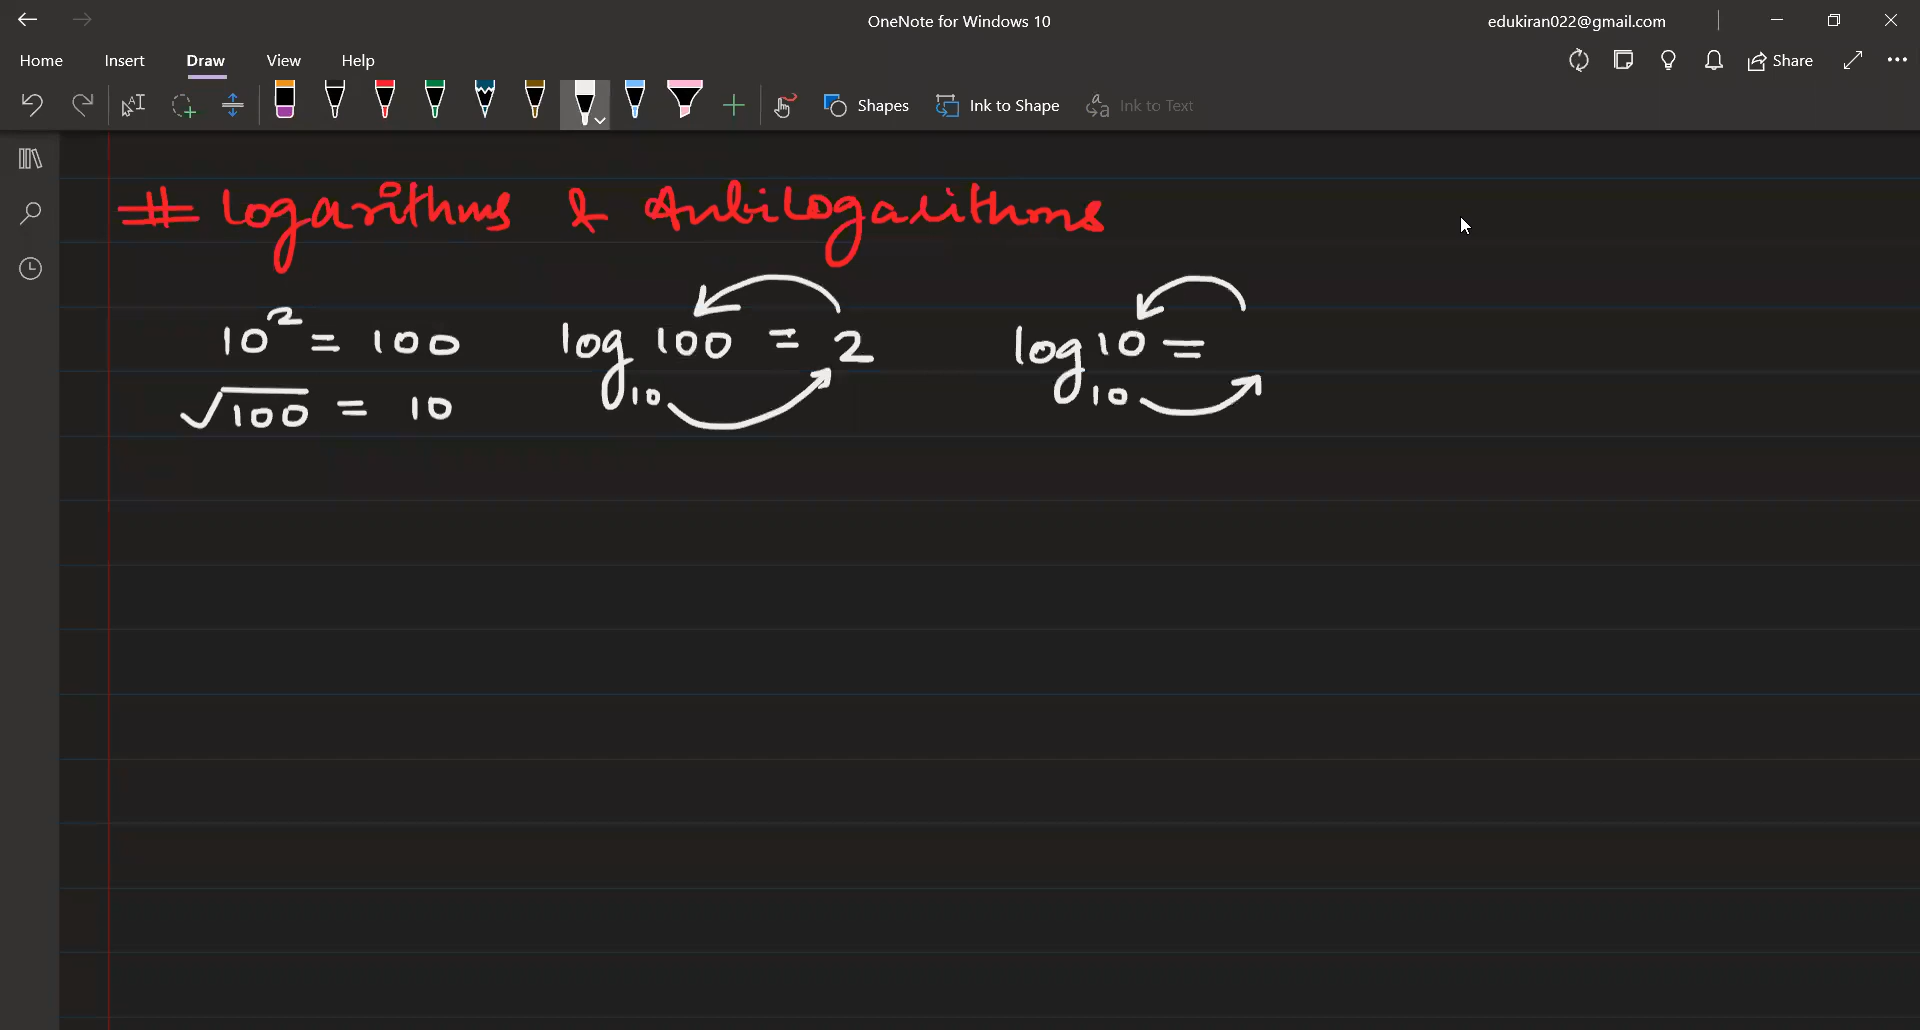 OneNote for Windows 10
edukiran022@gmail.com
Home Insert Draw View Help Share
Shapes Ink to Shape Ink to Text
# Logarithms & Antilogarithms
10² = 100 log₁₀ 100 = 2 log₁₀ 10 =
√100 = 10